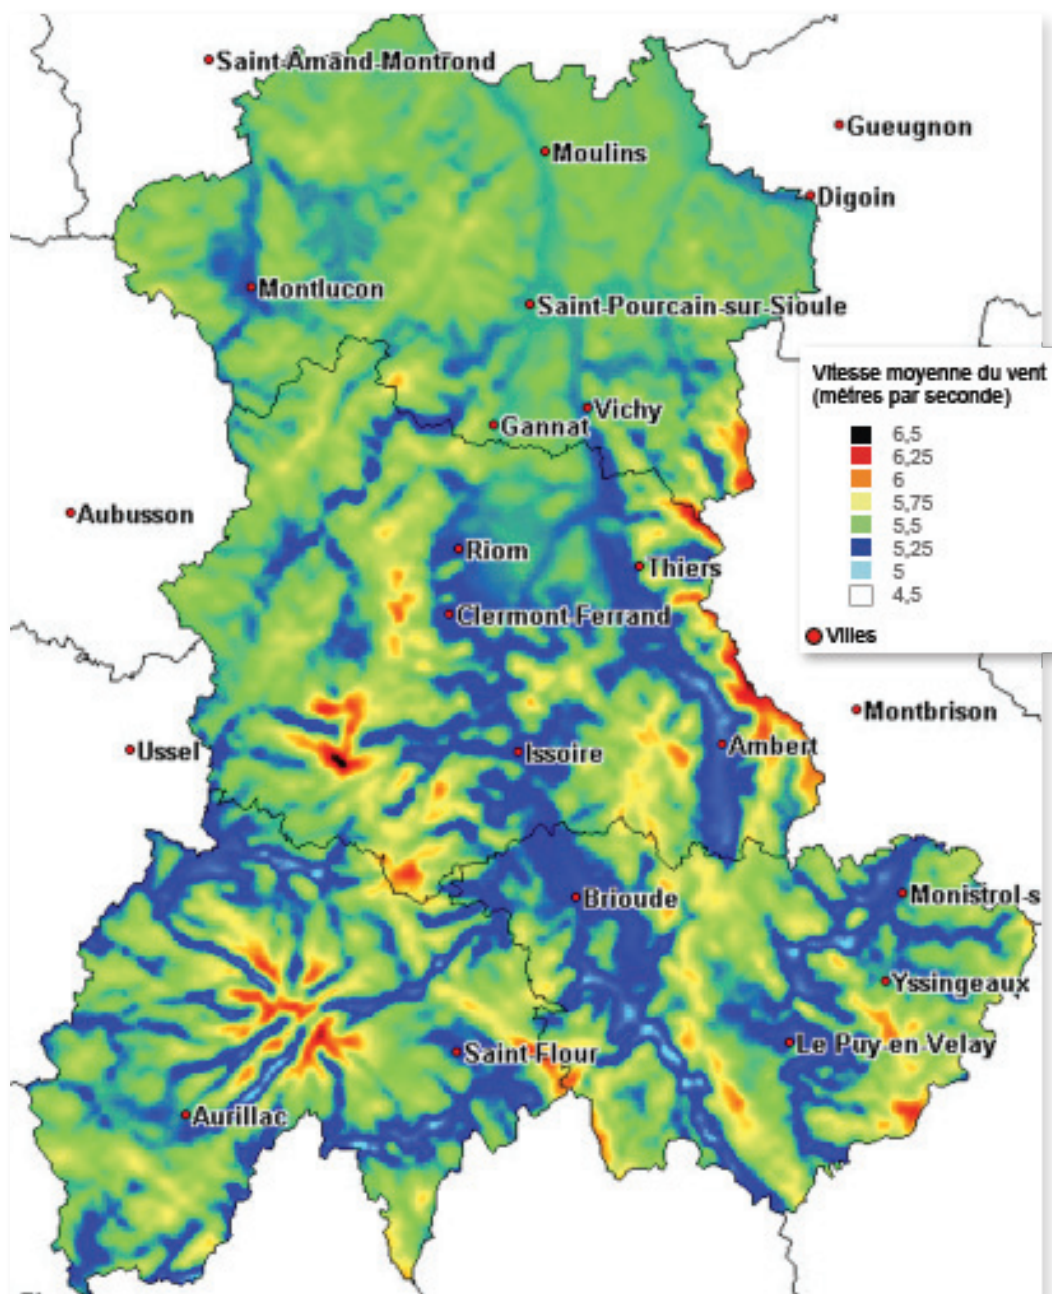 Saint-Amand-Montrond
Gueugnon
Moulins
Digoin
Montlucon
Saint-Pourcain-sur-Sioule
Vitesse moyenne du vent
(mètres par seconde)
6,5
6,25
6
5,75
5,5
5,25
5
4,5
Villes
Vichy
Gannat
Aubusson
Riom
Thiers
Clermont-Ferrand
Montbrison
Ussel
Issoire
Ambert
Brioude
Monistrol-s
Yssingeaux
Saint-Flour
Le Puy-en-Velay
Aurillac